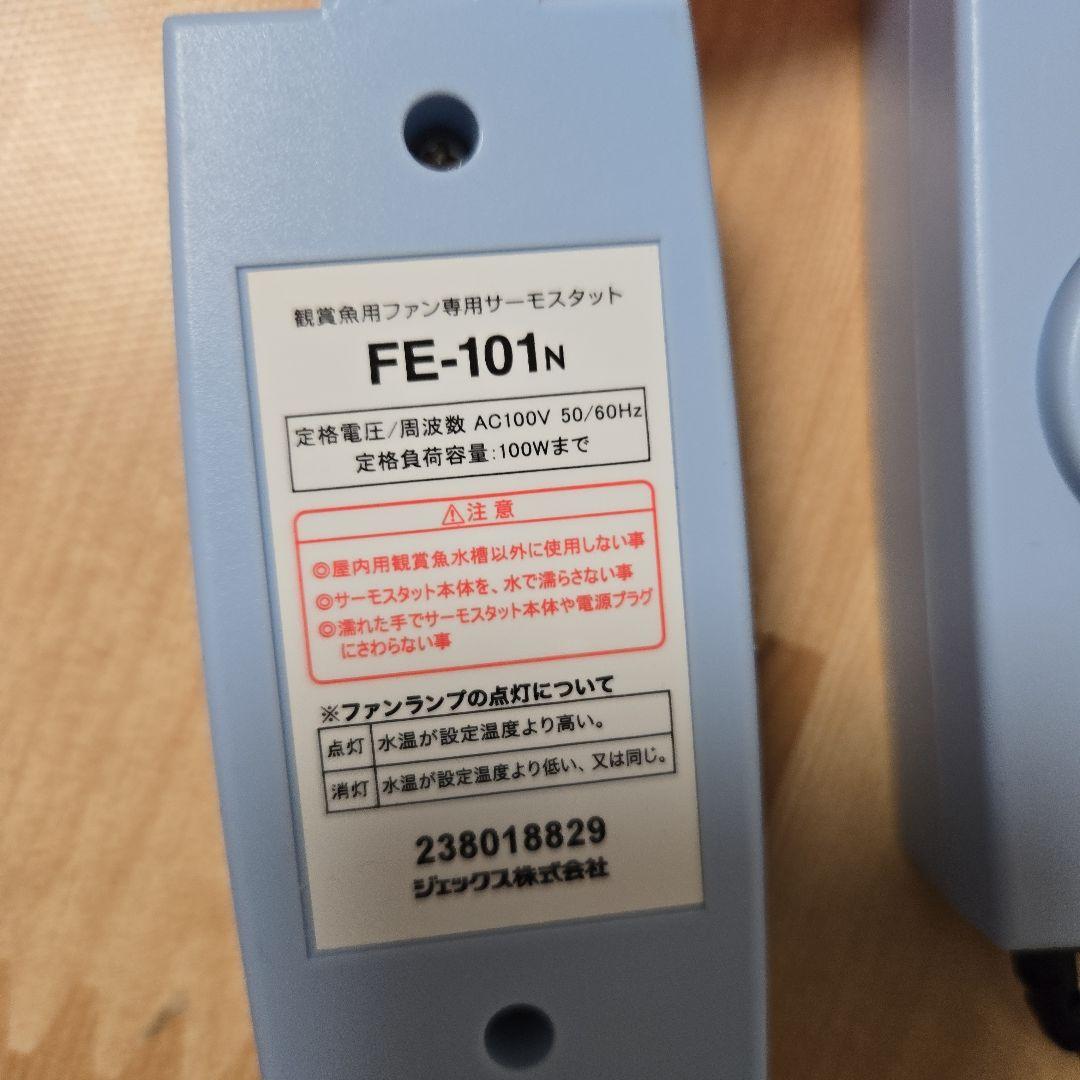 観賞魚用ファン専用サーモスタット
FE-101N
定格電圧/周波数 AC100V 50/60Hz
定格負荷容量:100Wまで
⚠注意
◎屋内用観賞魚水槽以外に使用しない事
◎サーモスタット本体を、水で濡らさない事
◎濡れた手でサーモスタット本体や電源プラグ
にさわらない事
※ファンランプの点灯について
点灯 水温が設定温度より高い。
消灯 水温が設定温度より低い、又は同じ。
238018829
ジェックス株式会社